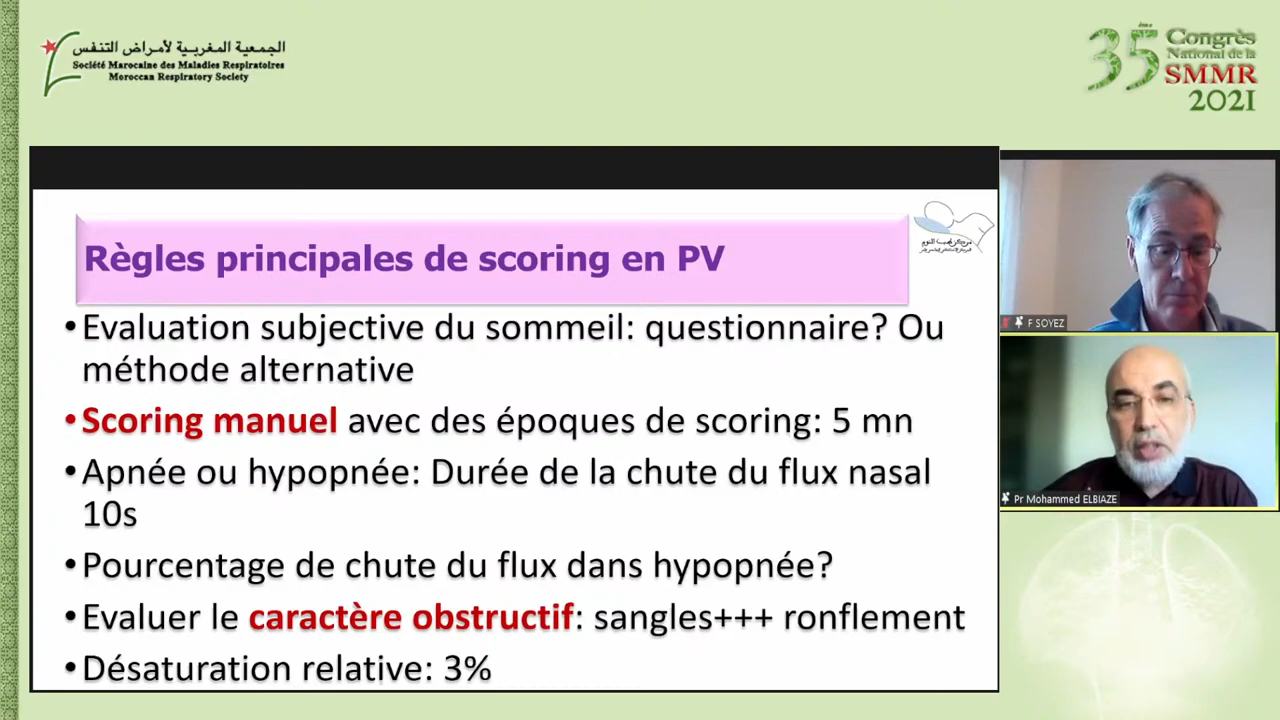 الجمعية المغربية لأمراض التنفس
Société Marocaine des Maladies Respiratoires
Moroccan Respiratory Society
35ème Congrès
National de la
SMMR
2021
Règles principales de scoring en PV
•Evaluation subjective du sommeil: questionnaire? Ou
méthode alternative
•Scoring manuel avec des époques de scoring: 5 mn
•Apnée ou hypopnée: Durée de la chute du flux nasal
10s
•Pourcentage de chute du flux dans hypopnée?
•Evaluer le caractère obstructif: sangles+++ ronflement
•Désaturation relative: 3%
F SOYEZ
Pr Mohammed ELBIAZE